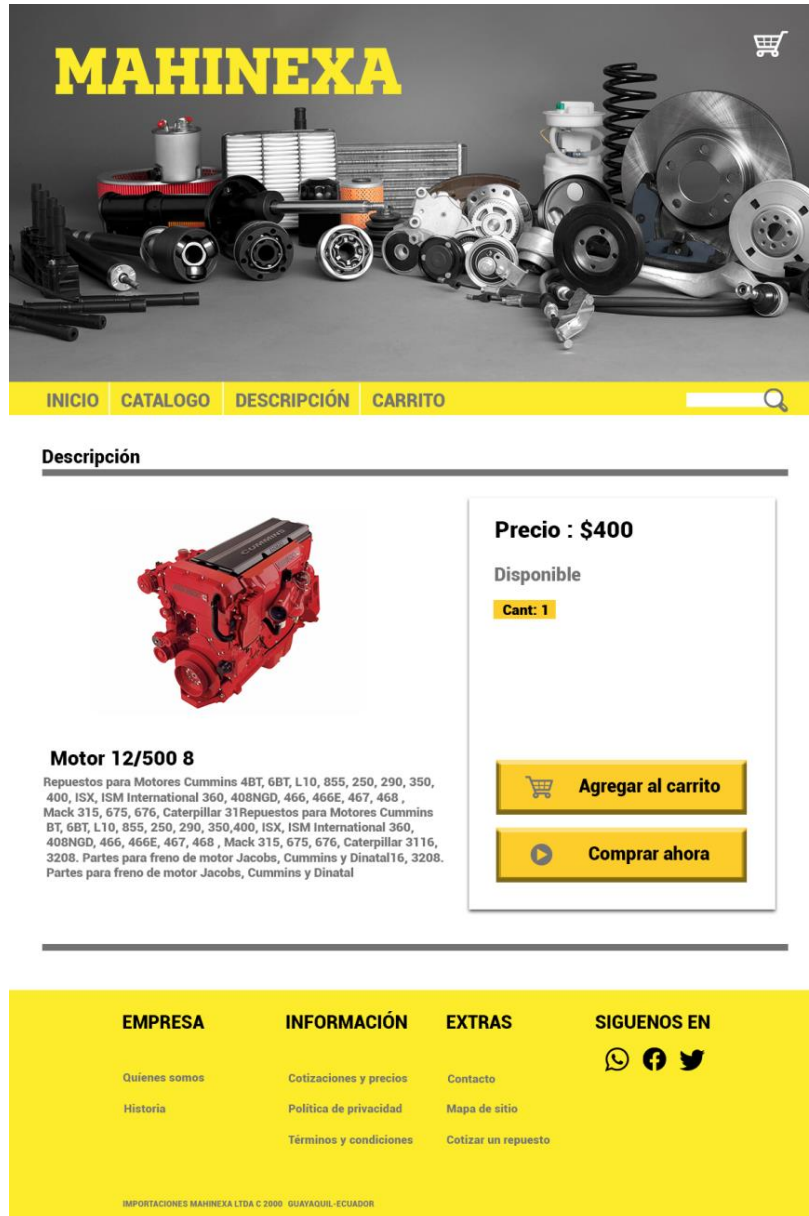 MAHINEXA
INICIO CATALOGO DESCRIPCIÓN CARRITO
Descripción
CUMMINS
Precio : $400
Disponible
Cant: 1
Motor 12/500 8
Repuestos para Motores Cummins 4BT, 6BT, L10, 855, 250, 290, 350,
400, ISX, ISM International 360, 408NGD, 466, 466E, 467, 468 ,
Mack 315, 675, 676, Caterpillar 31Repuestos para Motores Cummins
BT, 6BT, L10, 855, 250, 290, 350,400, ISX, ISM International 360,
408NGD, 466, 466E, 467, 468 , Mack 315, 675, 676, Caterpillar 3116,
3208. Partes para freno de motor Jacobs, Cummins y Dinatal16, 3208.
Partes para freno de motor Jacobs, Cummins y Dinatal
Agregar al carrito
Comprar ahora
EMPRESA
Quíenes somos
Historia
INFORMACIÓN
Cotizaciones y precios
Política de privacidad
Términos y condiciones
EXTRAS
Contacto
Mapa de sitio
Cotizar un repuesto
SIGUENOS EN
IMPORTACIONES MAHINEXA LTDA C 2000 GUAYAQUIL-ECUADOR